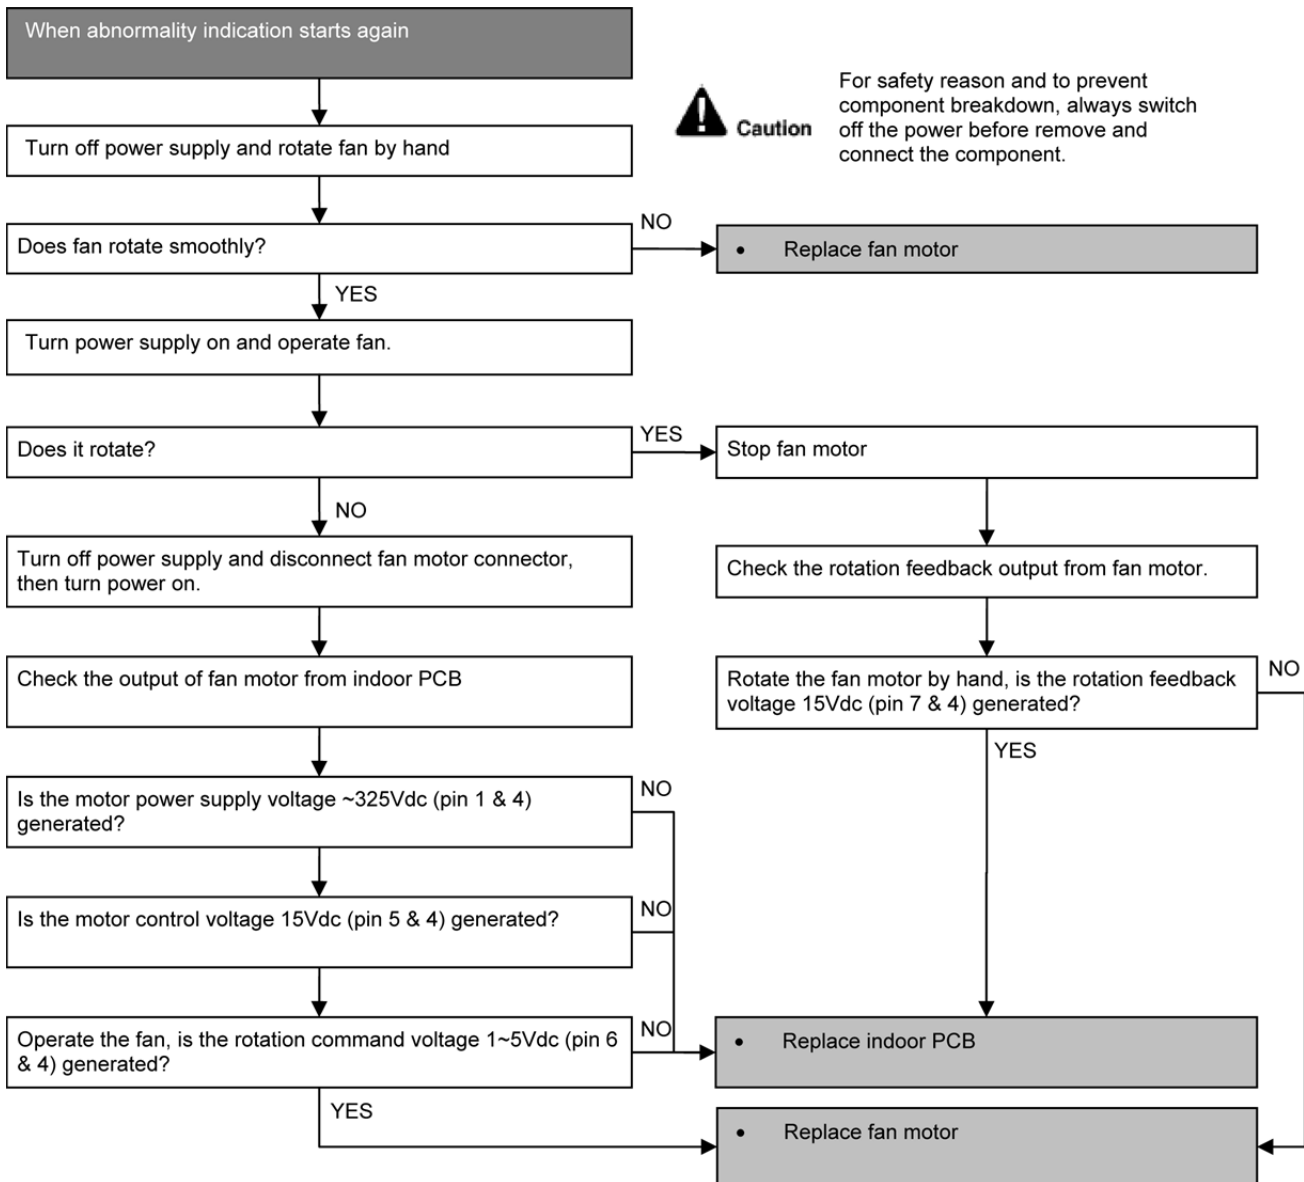 When abnormality indication starts again
Caution
For safety reason and to prevent
component breakdown, always switch
off the power before remove and
connect the component.
Turn off power supply and rotate fan by hand
Does fan rotate smoothly?
NO
• Replace fan motor
YES
Turn power supply on and operate fan.
Does it rotate?
YES
Stop fan motor
NO
Turn off power supply and disconnect fan motor connector,
then turn power on.
Check the rotation feedback output from fan motor.
Check the output of fan motor from indoor PCB
Rotate the fan motor by hand, is the rotation feedback
voltage 15Vdc (pin 7 & 4) generated?
NO
YES
Is the motor power supply voltage ~325Vdc (pin 1 & 4)
generated?
NO
Is the motor control voltage 15Vdc (pin 5 & 4) generated?
NO
Operate the fan, is the rotation command voltage 1~5Vdc (pin 6
& 4) generated?
NO
• Replace indoor PCB
YES
• Replace fan motor